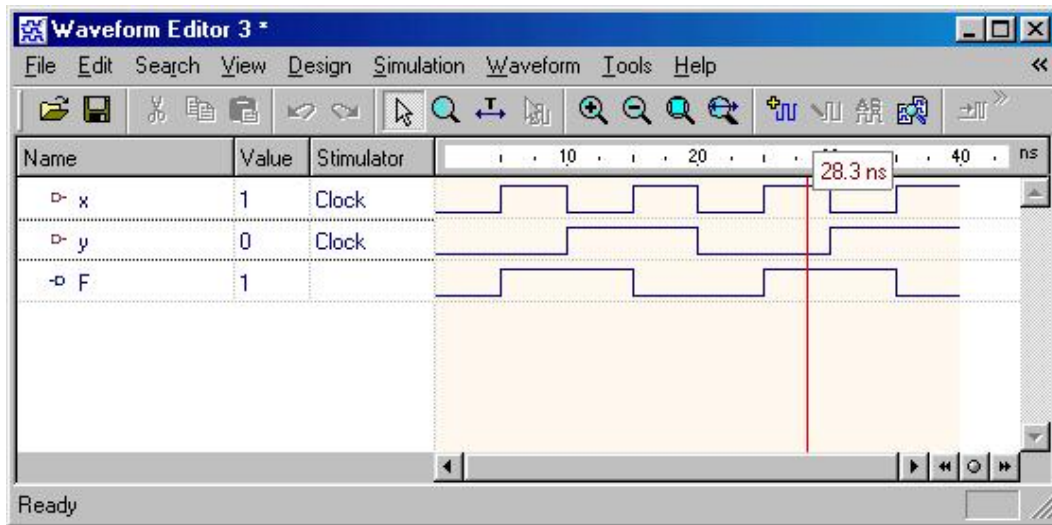 Waveform Editor 3 *
File Edit Search View Design Simulation Waveform Tools Help
Name Value Stimulator 10 20 40 ns
28.3 ns
x 1 Clock
y 0 Clock
F 1
Ready